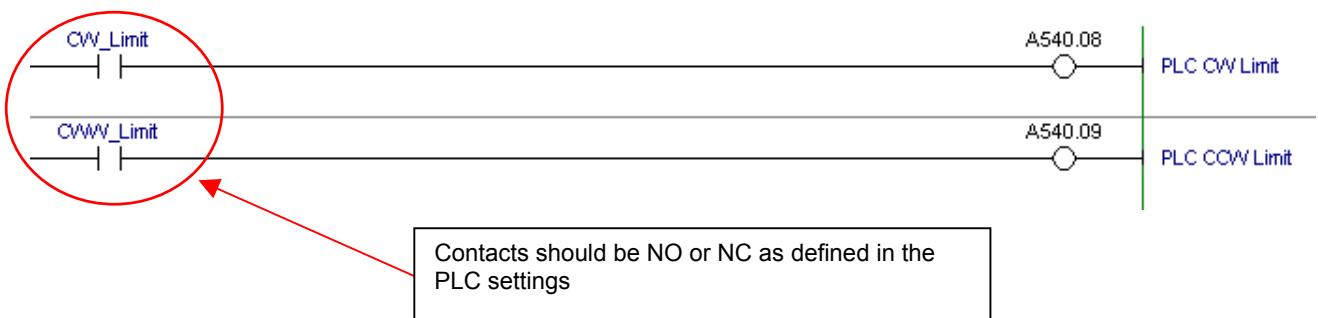 CW_Limit
A540.08
PLC CW Limit
CWW_Limit
A540.09
PLC CCW Limit
Contacts should be NO or NC as defined in the
PLC settings